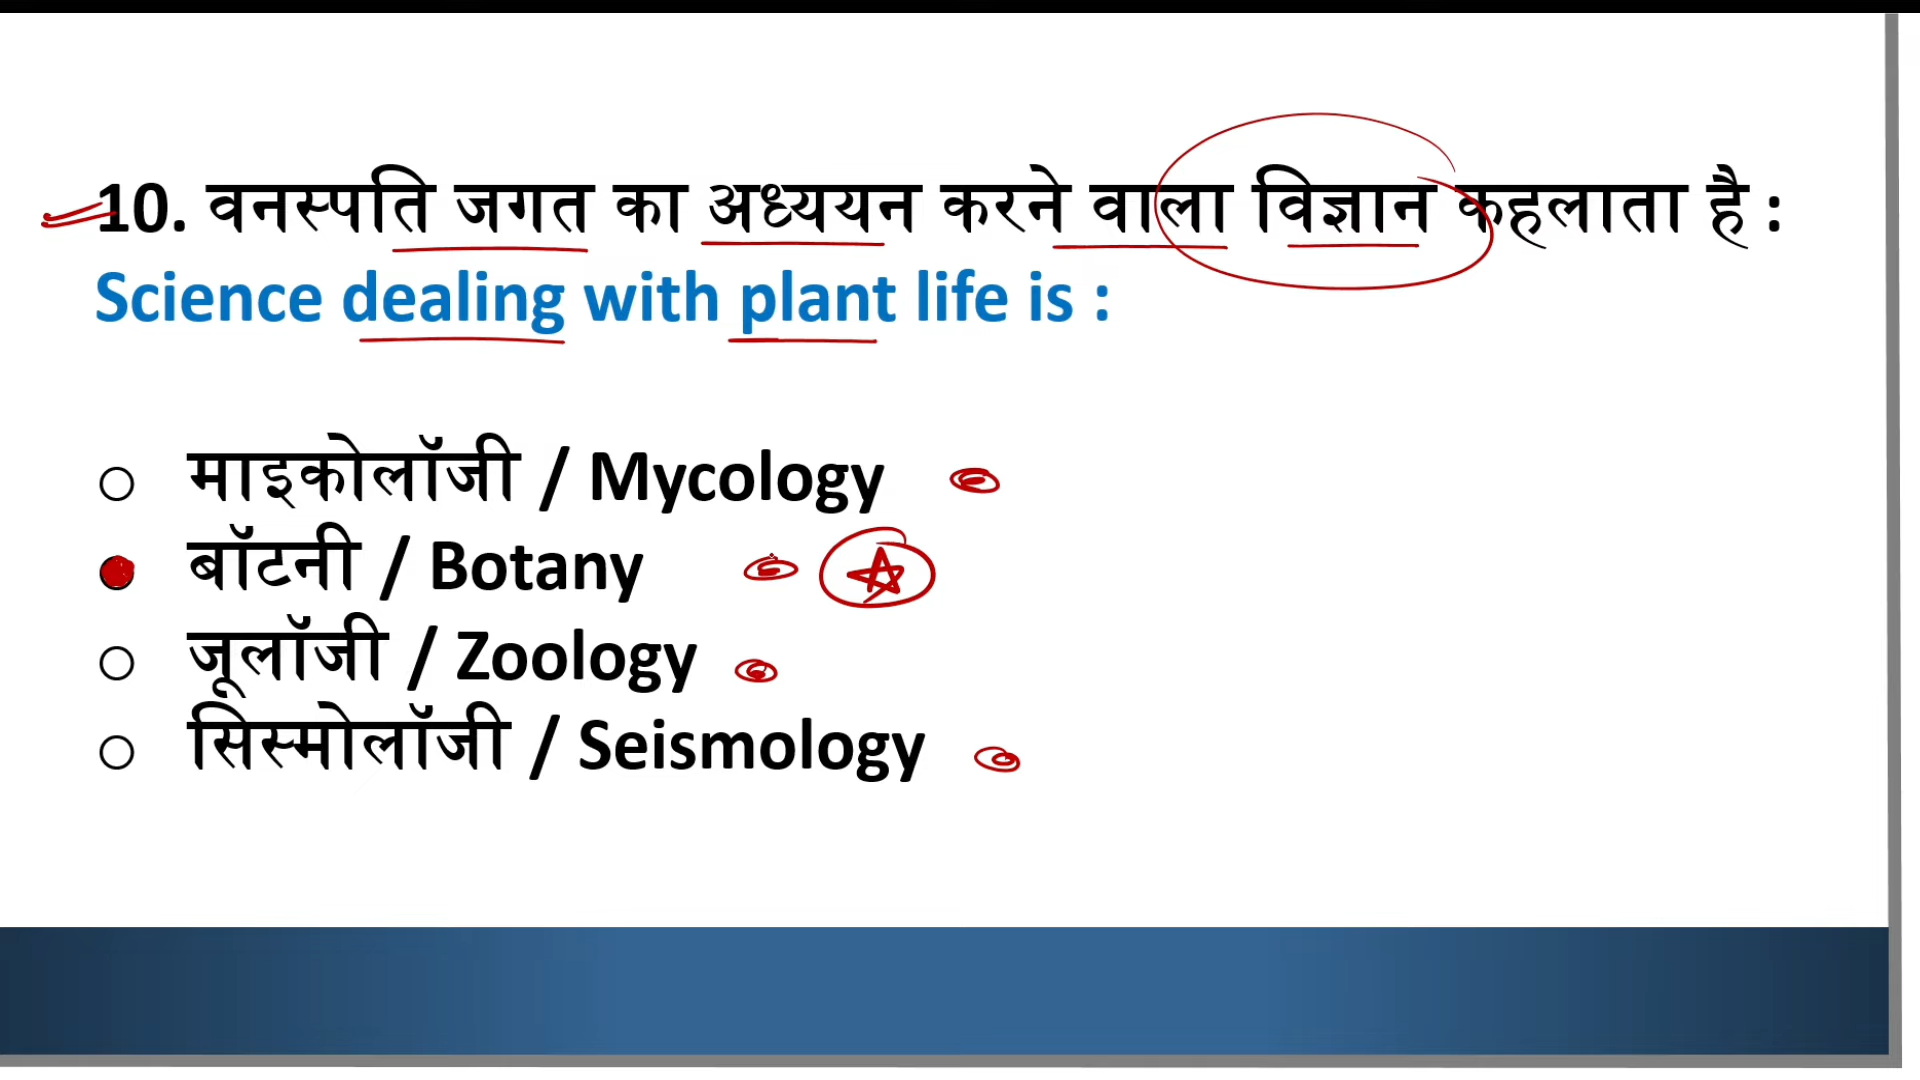 10. वनस्पति जगत का अध्ययन करने वाला विज्ञान कहलाता है :
Science dealing with plant life is :
माइकोलॉजी / Mycology
बॉटनी / Botany
जूलॉजी / Zoology
सिस्मोलॉजी / Seismology